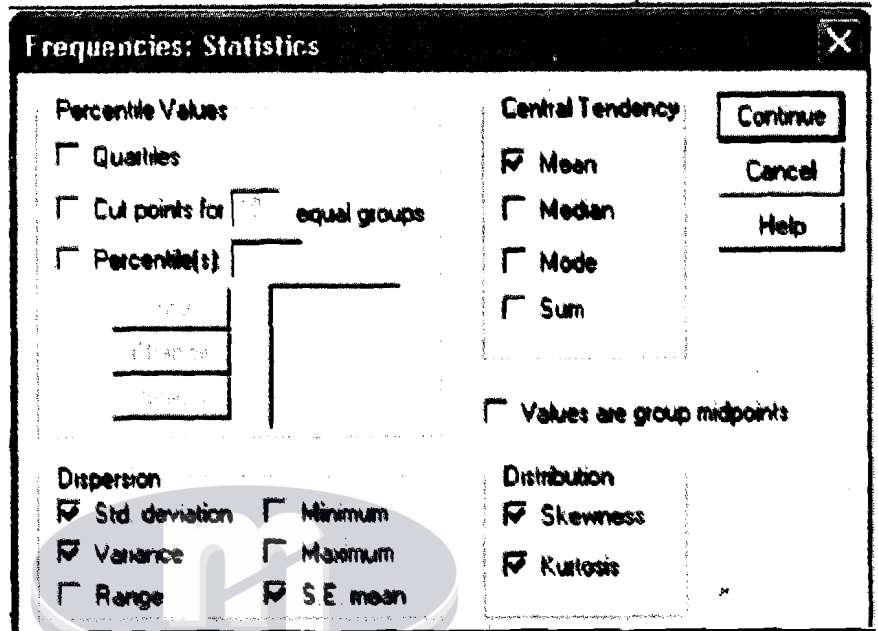 Frequencies: Statistics
Percentile Values
Quartiles
Cut points for equal groups
Percentile(s):
Central Tendency
Mean
Median
Mode
Sum
Continue
Cancel
Help
Values are group midpoints
Dispersion
Std. deviation
Minimum
Variance
Maximum
Range
S.E. mean
Distribution
Skewness
Kurtosis